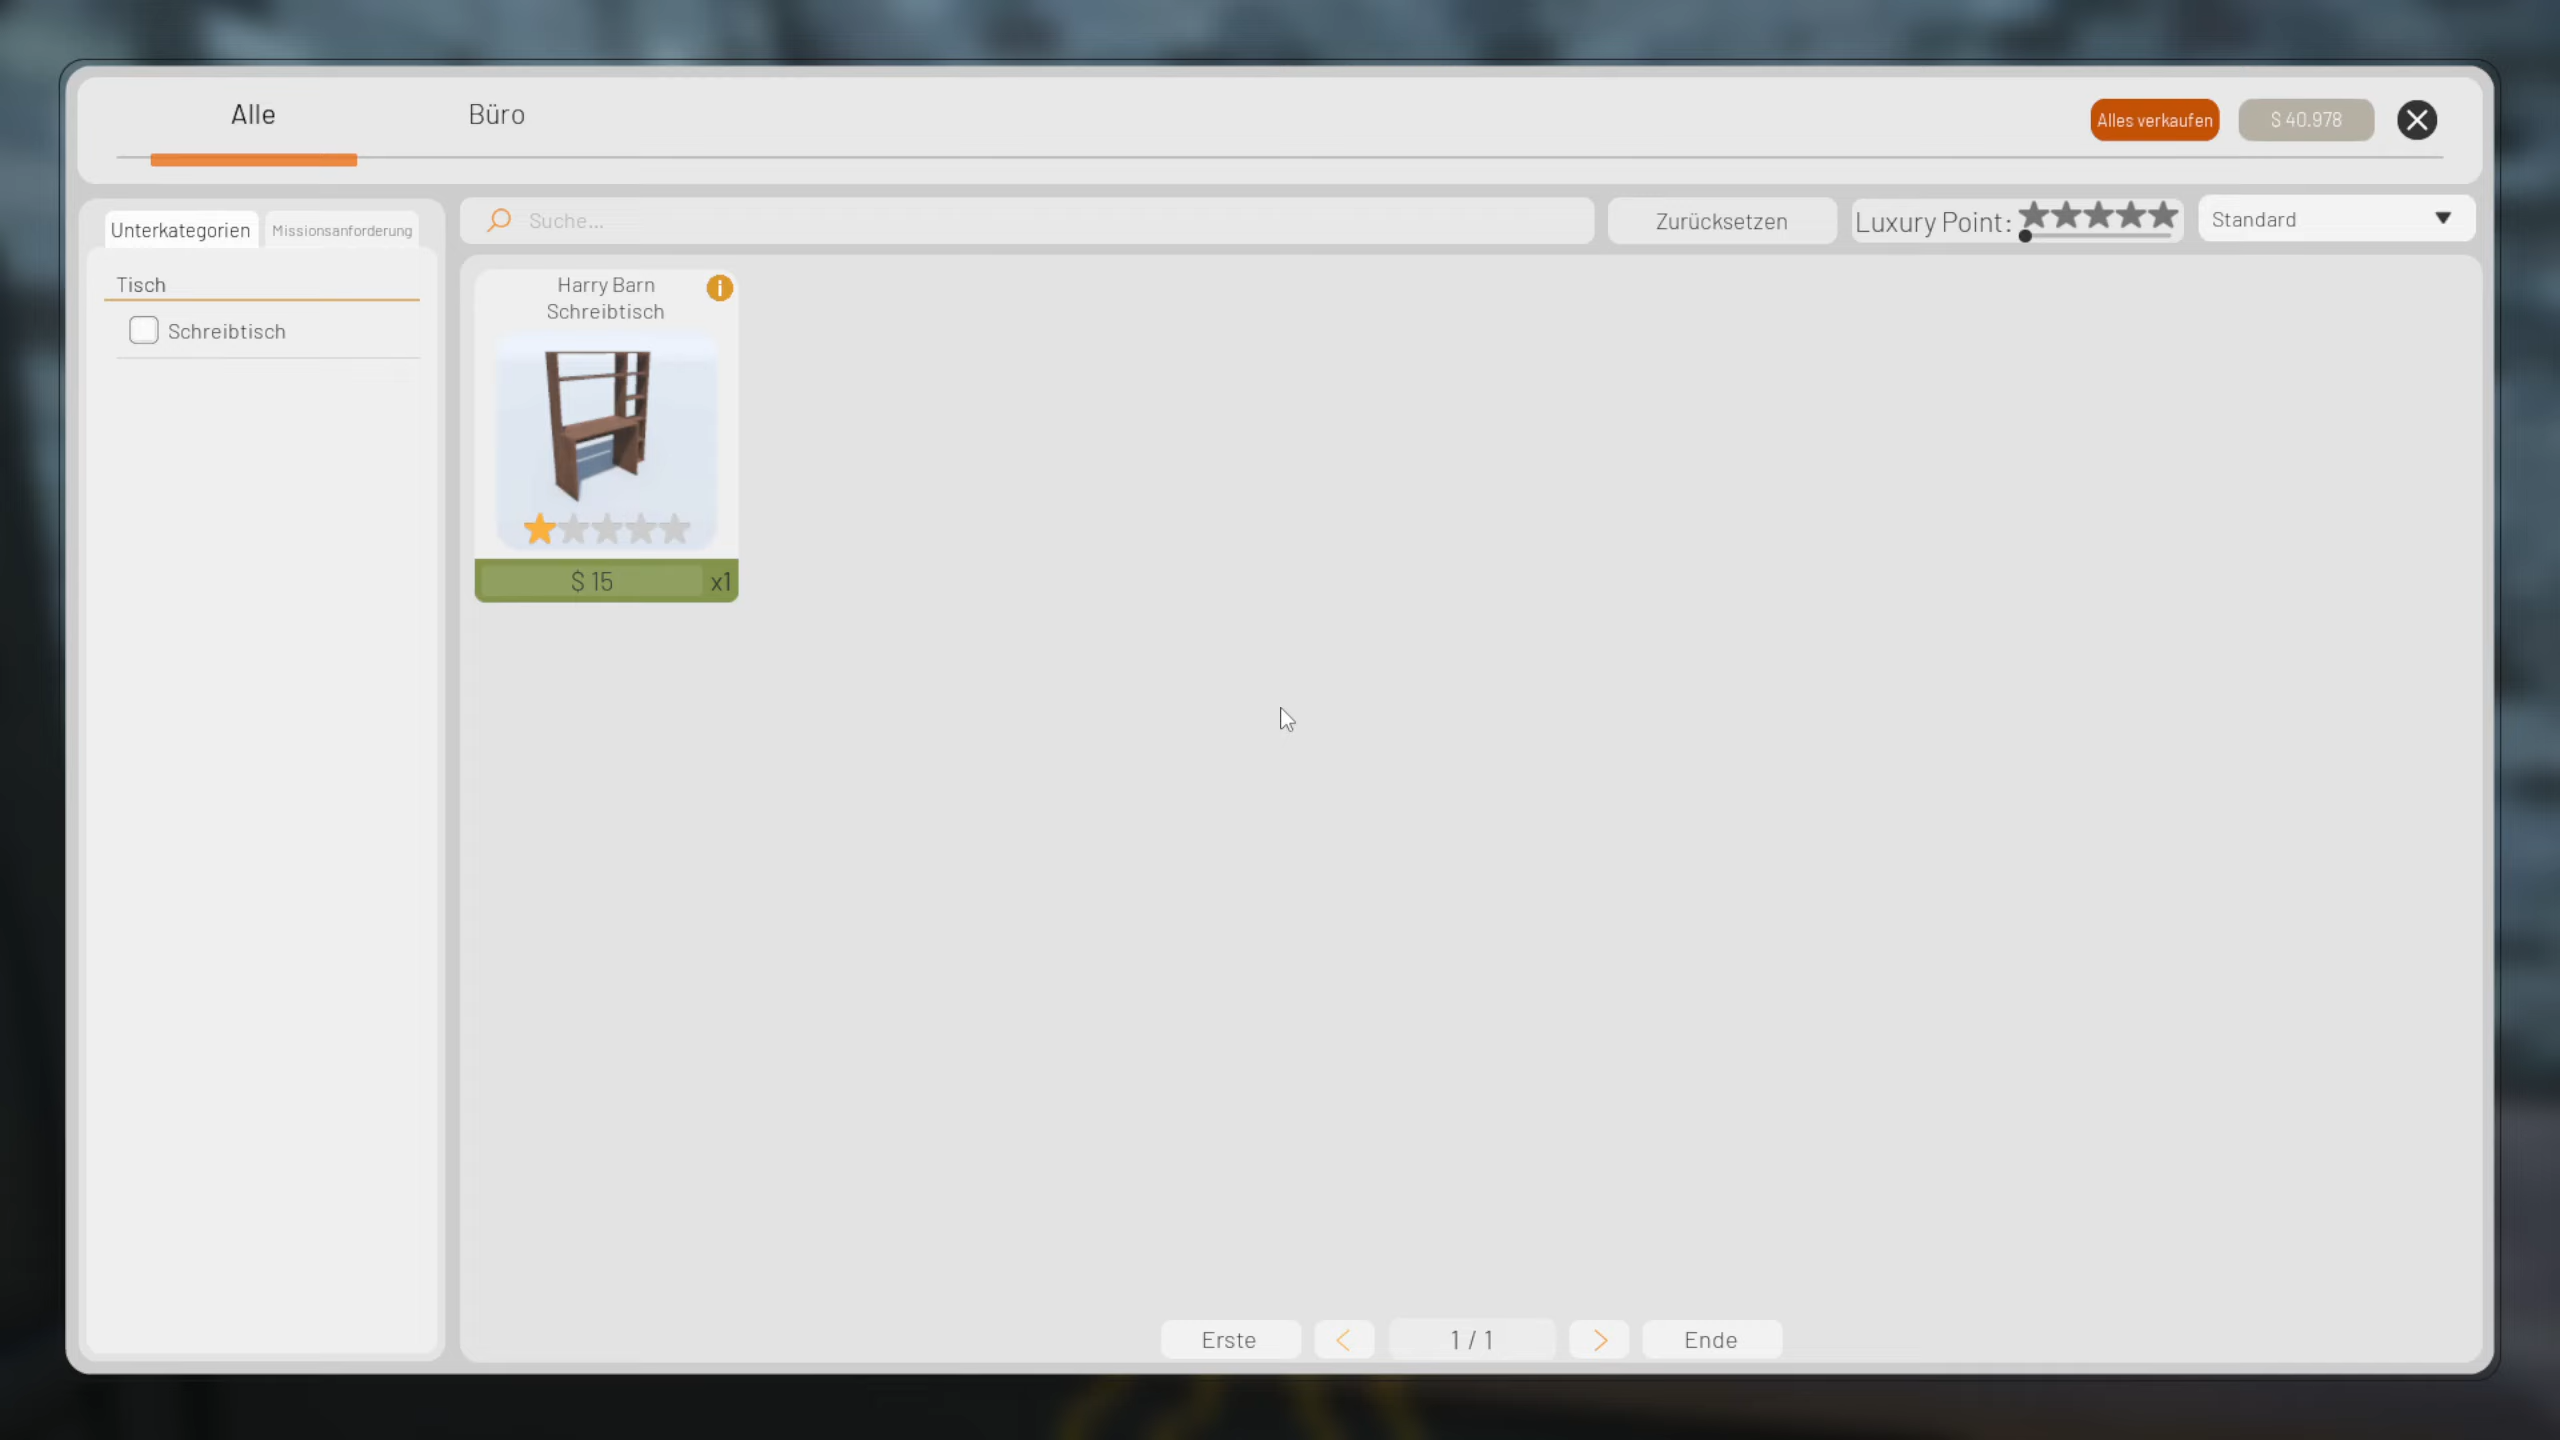 Alle
Büro
Alles verkaufen
$ 40.978
Unterkategorien
Missionsanforderung
Suche...
Zurücksetzen
Luxury Point:
Standard
Tisch
Schreibtisch
Harry Barn
Schreibtisch
i
$ 15
x1
Erste
<
1 / 1
>
Ende